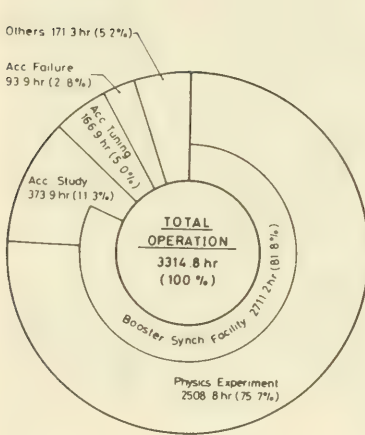 Others 171.3 hr (5.2%)
Acc Failure
93.9 hr (2.8%)
Acc Tuning
166.9 hr (5.0%)
Acc Study
373.9 hr (11.3%)
TOTAL
OPERATION
3314.8 hr
(100 %)
Booster Synch Facility 2711.2 hr (81.8%)
Physics Experiment
2508.8 hr (75.7%)